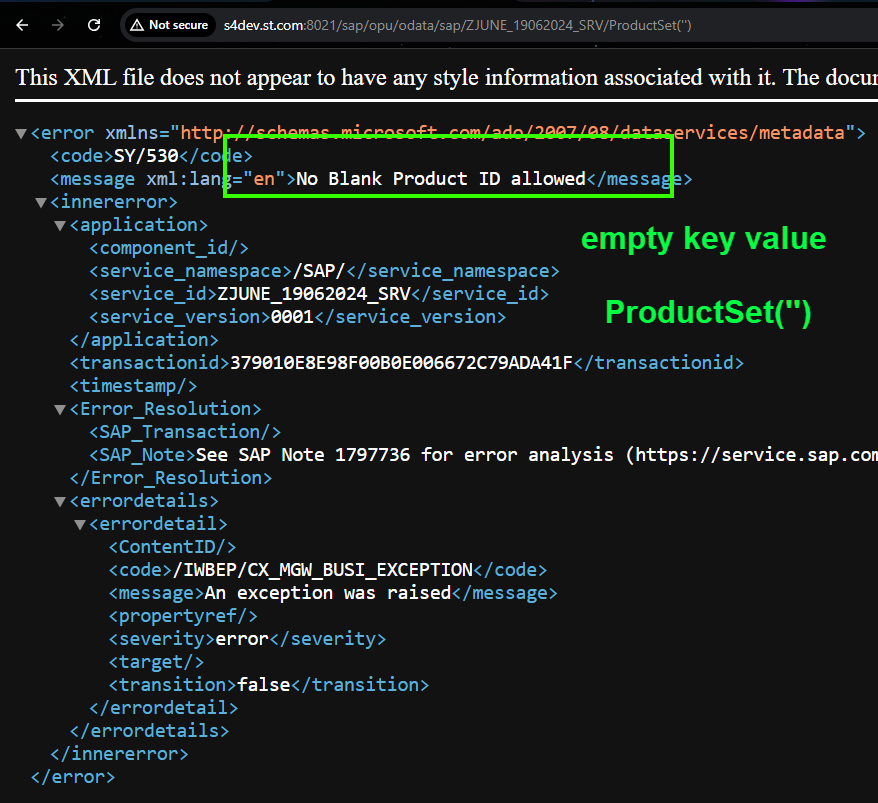 Not secure s4dev.st.com:8021/sap/opu/odata/sap/ZJUNE_19062024_SRV/ProductSet('')
This XML file does not appear to have any style information associated with it. The docu
▼<error xmlns="http://schemas.microsoft.com/ado/2007/08/dataservices/metadata">
<code>SY/530</code>
<message xml:lang="en">No Blank Product ID allowed</message>
▼<innererror>
▼<application>
<component_id/>
empty key value
<service_namespace>/SAP/</service_namespace>
<service_id>ZJUNE_19062024_SRV</service_id>
ProductSet('')
<service_version>0001</service_version>
</application>
<transactionid>379010E8E98F00B0E006672C79ADA41F</transactionid>
<timestamp/>
▼<Error_Resolution>
<SAP_Transaction/>
<SAP_Note>See SAP Note 1797736 for error analysis (https://service.sap.com
</Error_Resolution>
▼<errordetails>
▼<errordetail>
<ContentID/>
<code>/IWBEP/CX_MGW_BUSI_EXCEPTION</code>
<message>An exception was raised</message>
<propertyref/>
<severity>error</severity>
<target/>
<transition>false</transition>
</errordetail>
</errordetails>
</innererror>
</error>